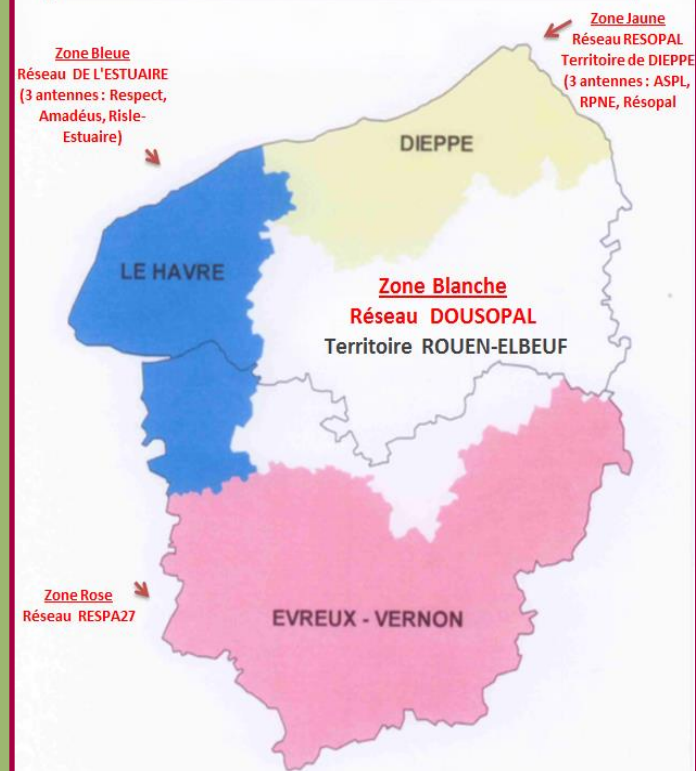 Zone Jaune
Réseau RESOPAL
Territoire de DIEPPE
(3 antennes : ASPL,
RPNE, Résopal
Zone Bleue
Réseau DE L'ESTUAIRE
(3 antennes : Respect,
Amadéus, Risle-
Estuaire)
DIEPPE
LE HAVRE
Zone Blanche
Réseau DOUSOPAL
Territoire ROUEN-ELBEUF
Zone Rose
Réseau RESPA27
EVREUX - VERNON